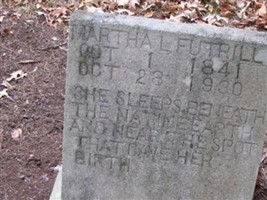 MARTHA L. FUTRILL
OCT 1 1841
OCT 23 1930
SHE SLEEPS BENEATH
THE NATIVE EARTH
AND NEAR THE SPOT
THAT GAVE HER
BIRTH